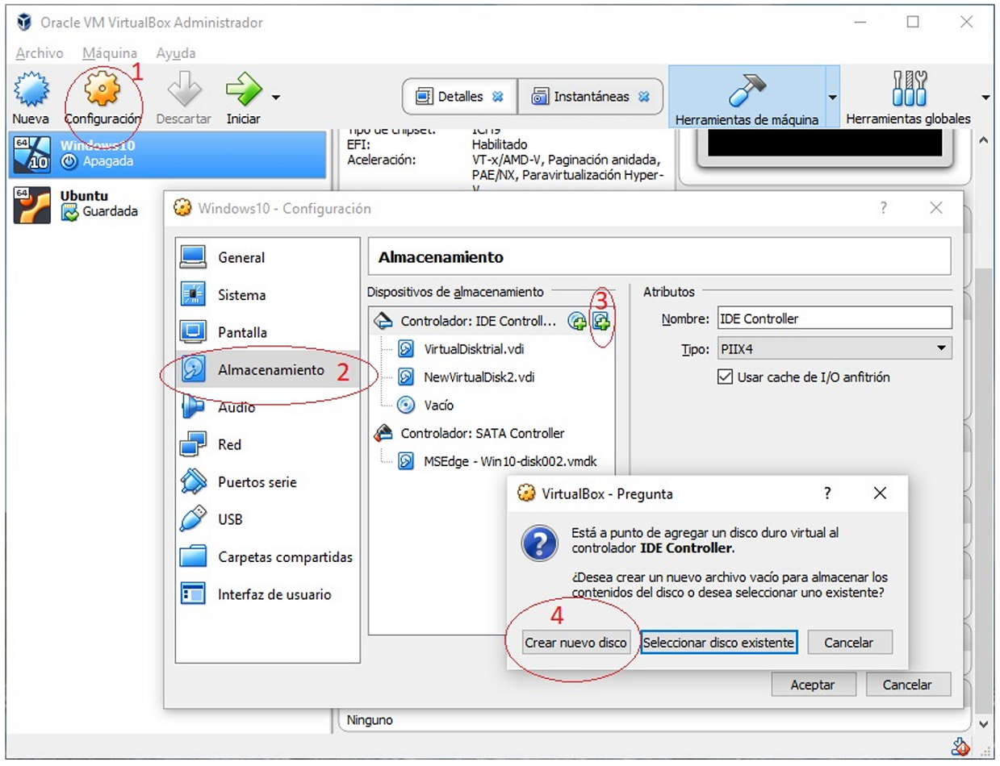 Oracle VM VirtualBox Administrador
Archivo Máquina Ayuda
1
Nueva Configuración Descartar Iniciar
Detalles Instantáneas
Herramientas de máquina Herramientas globales
64
10
Windows10
Apagada
64
Ubuntu
Guardada
Tipo de chipset: ICH9
EFI: Habilitado
Aceleración: VT-x/AMD-V, Paginación anidada,
PAE/NX, Paravirtualización Hyper-
V
Windows10 - Configuración
?
General
Sistema
Pantalla
Almacenamiento 2
Audio
Red
Puertos serie
USB
Carpetas compartidas
Interfaz de usuario
Almacenamiento
Dispositivos de almacenamiento
3
Controlador: IDE Controll...
VirtualDisktrial.vdi
NewVirtualDisk2.vdi
Vacío
Controlador: SATA Controller
MSEdge - Win10-disk002.vmdk
Atributos
Nombre: IDE Controller
Tipo: PIIX4
Usar cache de I/O anfitrión
VirtualBox - Pregunta
?
Está a punto de agregar un disco duro virtual al
controlador IDE Controller.
¿Desea crear un nuevo archivo vacío para almacenar los
contenidos del disco o desea seleccionar uno existente?
4
Crear nuevo disco Seleccionar disco existente Cancelar
Aceptar Cancelar
Ninguno